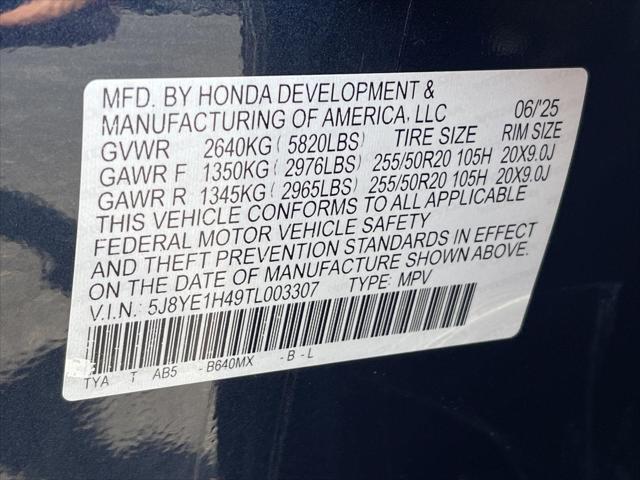 MFD. BY HONDA DEVELOPMENT &
MANUFACTURING OF AMERICA, LLC 06/'25
GVWR 2640KG (5820LBS) TIRE SIZE RIM SIZE
GAWR F 1350KG (2976LBS) 255/50R20 105H 20X9.0J
GAWR R 1345KG (2965LBS) 255/50R20 105H 20X9.0J
THIS VEHICLE CONFORMS TO ALL APPLICABLE
FEDERAL MOTOR VEHICLE SAFETY
AND THEFT PREVENTION STANDARDS IN EFFECT
ON THE DATE OF MANUFACTURE SHOWN ABOVE.
V.I.N.: 5J8YE1H49TL003307 TYPE: MPV
TYA T AB5 - B640MX - B - L